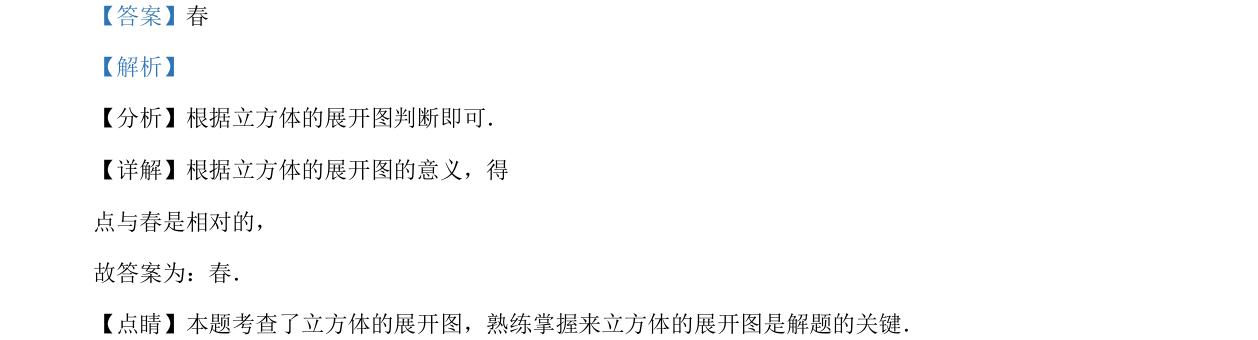 【答案】春
【解析】
【分析】根据立方体的展开图判断即可.
【详解】根据立方体的展开图的意义，得
点与春是相对的，
故答案为：春.
【点睛】本题考查了立方体的展开图，熟练掌握来立方体的展开图是解题的关键.